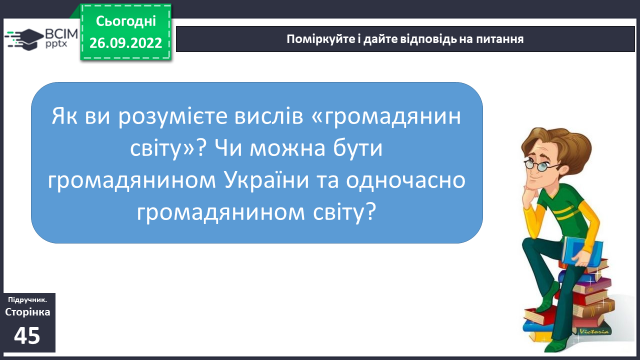 ВСІМ
pptx
Сьогодні
26.09.2022
Поміркуйте і дайте відповідь на питання
Як ви розумієте вислів «громадянин
світу»? Чи можна бути
громадянином України та одночасно
громадянином світу?
Підручник.
Сторінка
45
Victoria